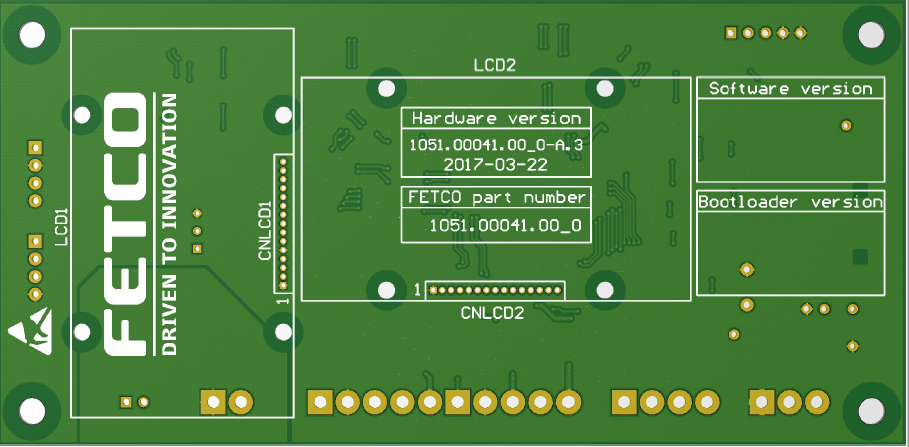 LCD2
Software version
Hardware version
1051.00041.00_0-A.3
2017-03-22
FETCO part number
1051.00041.00_0
Bootloader version
LCD1
FETCO
DRIVEN TO INNOVATION
CNLCD1
1
1
CNLCD2